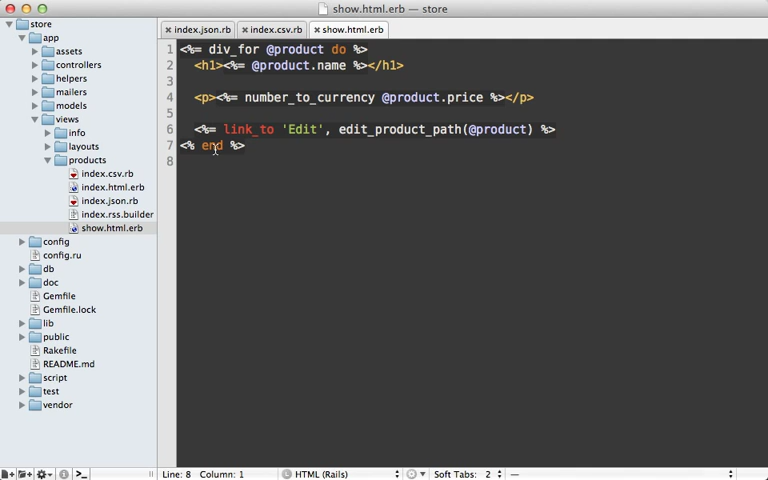 show.html.erb — store
store
app
assets
controllers
helpers
mailers
models
views
info
layouts
products
index.csv.rb
index.html.erb
index.json.rb
index.rss.builder
show.html.erb
config
config.ru
db
doc
Gemfile
Gemfile.lock
lib
public
Rakefile
README.md
script
test
vendor
index.json.rb
index.csv.rb
show.html.erb
1 <%= div_for @product do %>
2 <h1><%= @product.name %></h1>
3
4 <p><%= number_to_currency @product.price %></p>
5
6 <%= link_to 'Edit', edit_product_path(@product) %>
7 <% end %>
8
Line: 8 Column: 1 HTML (Rails) Soft Tabs: 2 —